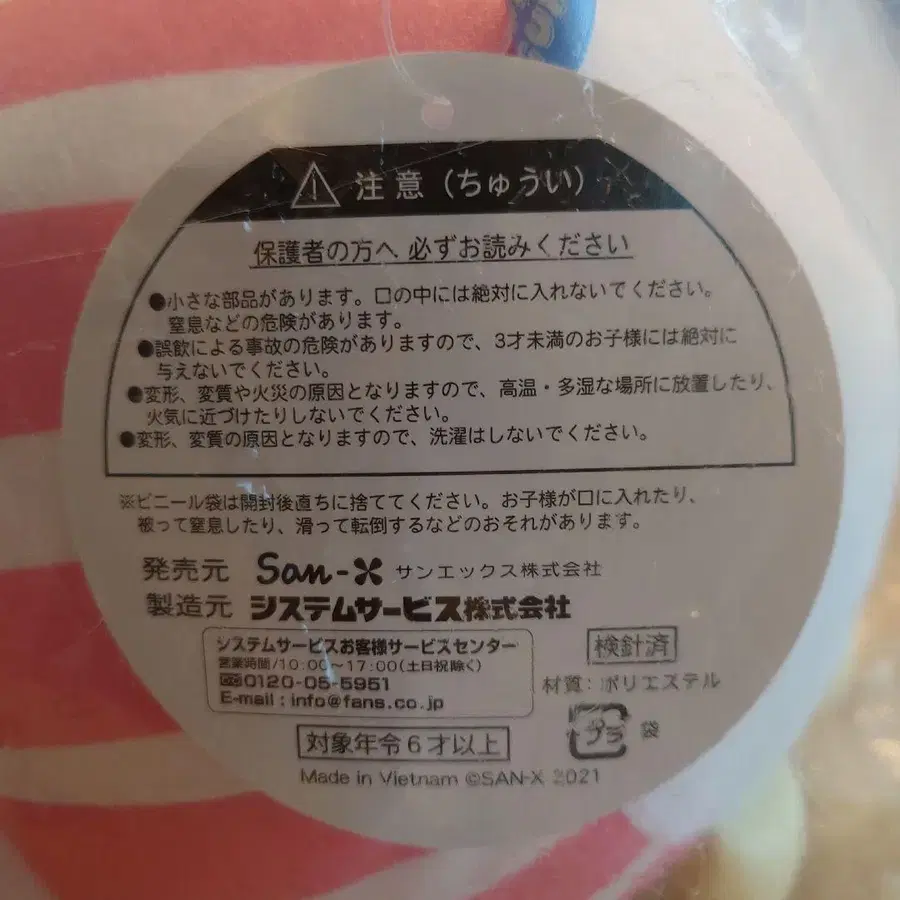 注意（ちゅうい）
保護者の方へ 必ずお読みください
●小さな部品があります。口の中には絶対に入れないでください。
窒息などの危険があります。
●誤飲による事故の危険がありますので、3才未満のお子様には絶対に
与えないでください。
●変形、変質や火災の原因となりますので、高温・多湿な場所に放置したり、
火気に近づけたりしないでください。
●変形、変質の原因となりますので、洗濯はしないでください。
※ビニール袋は開封後直ちに捨ててください。お子様が口に入れたり、
被って窒息したり、滑って転倒するなどのおそれがあります。
発売元 San-X サンエックス株式会社
製造元 システムサービス株式会社
システムサービスお客様サービスセンター
営業時間/10:00～17:00(土日祝除く)
0120-05-5951
E-mail : info@fans.co.jp
検針済
材質：ポリエステル
プラ 袋
対象年令6才以上
Made in Vietnam ©SAN-X 2021